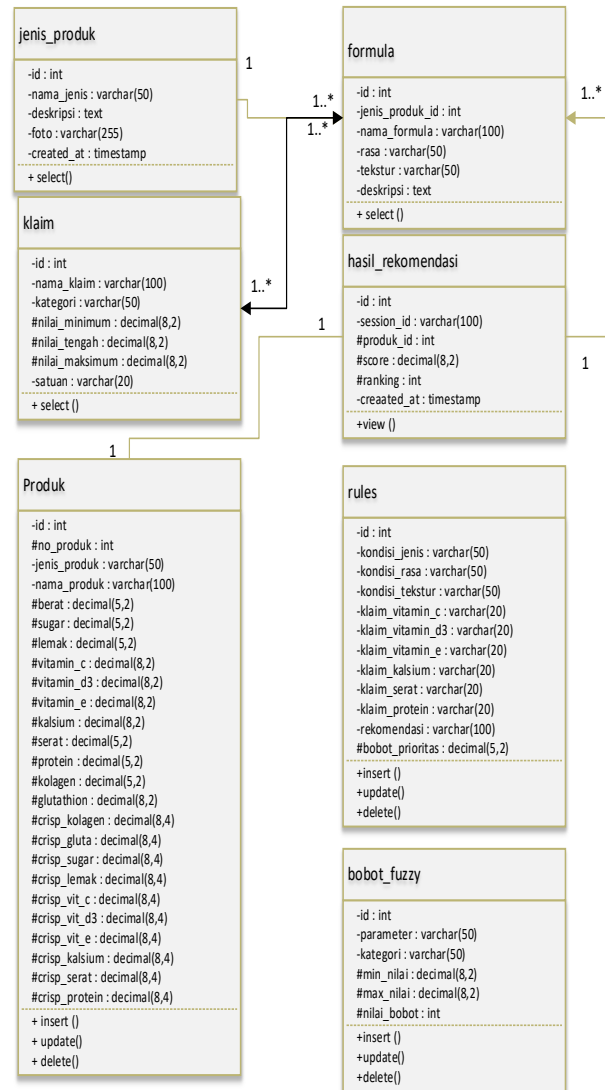 jenis_produk
-id : int
-nama_jenis : varchar(50)
-deskripsi : text
-foto : varchar(255)
-created_at : timestamp
+ select()
1
1..*
1..*
formula
-id : int
-jenis_produk_id : int
-nama_formula : varchar(100)
-rasa : varchar(50)
-tekstur : varchar(50)
-deskripsi : text
+ select ()
1..*
klaim
-id : int
-nama_klaim : varchar(100)
-kategori : varchar(50)
#nilai_minimum : decimal(8,2)
#nilai_tengah : decimal(8,2)
#nilai_maksimum : decimal(8,2)
-satuan : varchar(20)
+ select ()
1..*
1
hasil_rekomendasi
-id : int
-session_id : varchar(100)
#produk_id : int
#score : decimal(8,2)
#ranking : int
-creaated_at : timestamp
+view ()
1
1
Produk
-id : int
#no_produk : int
-jenis_produk : varchar(50)
-nama_produk : varchar(100)
#berat : decimal(5,2)
#sugar : decimal(5,2)
#lemak : decimal(5,2)
#vitamin_c : decimal(8,2)
#vitamin_d3 : decimal(8,2)
#vitamin_e : decimal(8,2)
#kalsium : decimal(8,2)
#serat : decimal(5,2)
#protein : decimal(5,2)
#kolagen : decimal(5,2)
#glutathion : decimal(8,2)
#crisp_kolagen : decimal(8,4)
#crisp_gluta : decimal(8,4)
#crisp_sugar : decimal(8,4)
#crisp_lemak : decimal(8,4)
#crisp_vit_c : decimal(8,4)
#crisp_vit_d3 : decimal(8,4)
#crisp_vit_e : decimal(8,4)
#crisp_kalsium : decimal(8,4)
#crisp_serat : decimal(8,4)
#crisp_protein : decimal(8,4)
+ insert ()
+ update()
+ delete()
rules
-id : int
-kondisi_jenis : varchar(50)
-kondisi_rasa : varchar(50)
-kondisi_tekstur : varchar(50)
-klaim_vitamin_c : varchar(20)
-klaim_vitamin_d3 : varchar(20)
-klaim_vitamin_e : varchar(20)
-klaim_kalsium : varchar(20)
-klaim_serat : varchar(20)
-klaim_protein : varchar(20)
-rekomendasi : varchar(100)
#bobot_prioritas : decimal(5,2)
+insert ()
+update()
+delete()
bobot_fuzzy
-id : int
-parameter : varchar(50)
-kategori : varchar(50)
#min_nilai : decimal(8,2)
#max_nilai : decimal(8,2)
#nilai_bobot : int
+insert ()
+update()
+delete()